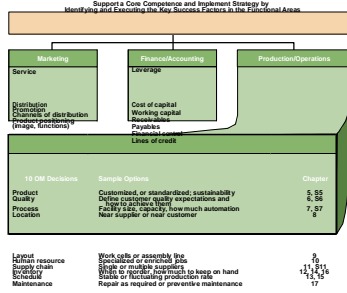 Support a Core Competence and Implement Strategy by
Identifying and Executing the Key Success Factors in the Functional Areas
Marketing
Service
Distribution
Promotion
Channels of distribution
Product positioning
(image, functions)
Finance/Accounting
Leverage
Cost of capital
Working capital
Receivables
Payables
Financial control
Lines of credit
Production/Operations
10 OM Decisions Sample Options Chapter
Product Customized, or standardized; sustainability 5, S5
Quality Define customer quality expectations and 6, S6
how to achieve them
Process Facility size, capacity, how much automation 7, S7
Location Near supplier or near customer 8
Layout Work cells or assembly line 9
Human resource Specialized or enriched jobs 10
Supply chain Single or multiple suppliers 11, S11
Inventory When to reorder, how much to keep on hand 12, 14, 16
Schedule Stable or fluctuating production rate 13, 15
Maintenance Repair as required or preventive maintenance 17